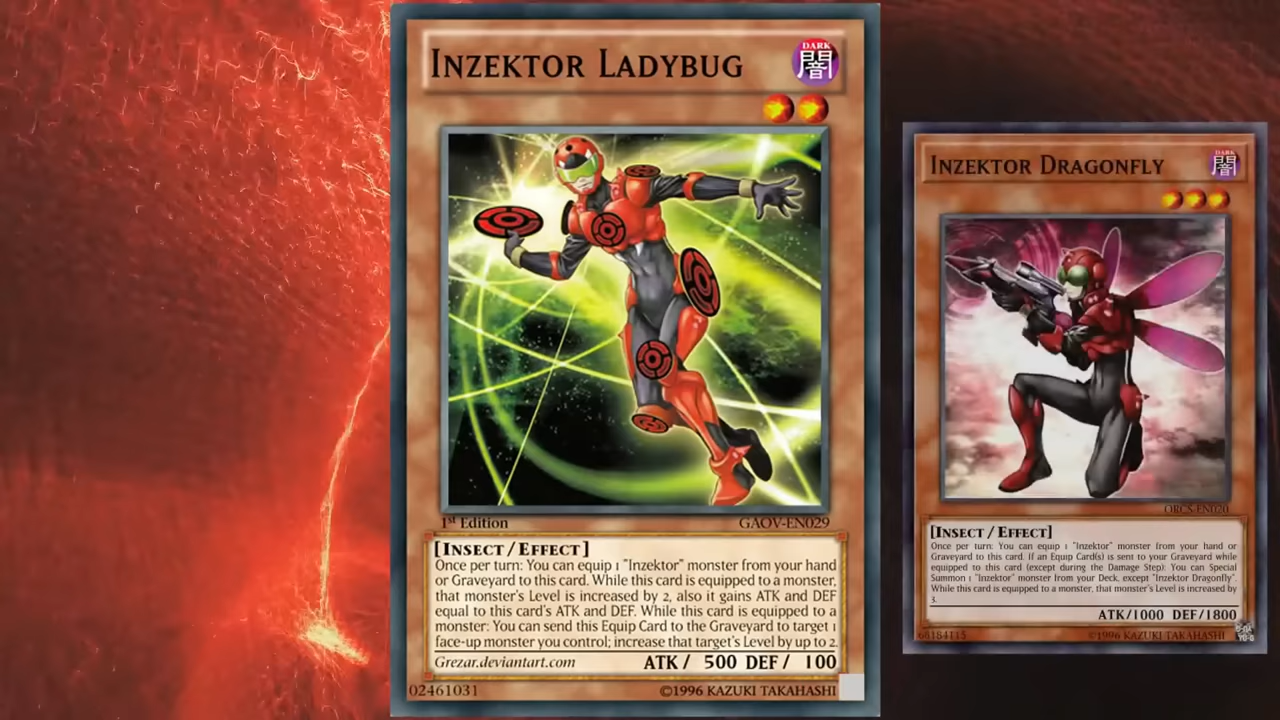 INZEKTOR LADYBUG
DARK
闇
1st Edition
GAOV-EN029
[INSECT/EFFECT]
Once per turn: You can equip 1 "Inzektor" monster from your hand
or Graveyard to this card. While this card is equipped to a monster,
that monster's Level is increased by 2, also it gains ATK and DEF
equal to this card's ATK and DEF. While this card is equipped to a
monster: You can send this Equip Card to the Graveyard to target 1
face-up monster you control; increase that target's Level by up to 2.
Grezar.deviantart.com
ATK/ 500 DEF/ 100
02461031
©1996 KAZUKI TAKAHASHI
INZEKTOR DRAGONFLY
DARK
闇
ORCS-EN020
[INSECT/EFFECT]
Once per turn: You can equip 1 "Inzektor" monster from your hand or
Graveyard to this card. If an Equip Card(s) is sent to your Graveyard while
equipped to this card (except during the Damage Step): You can Special
Summon 1 "Inzektor" monster from your Deck, except "Inzektor Dragonfly".
While this card is equipped to a monster, that monster's Level is increased by
3.
ATK/1000 DEF/1800
68184115
©1996 KAZUKI TAKAHASHI